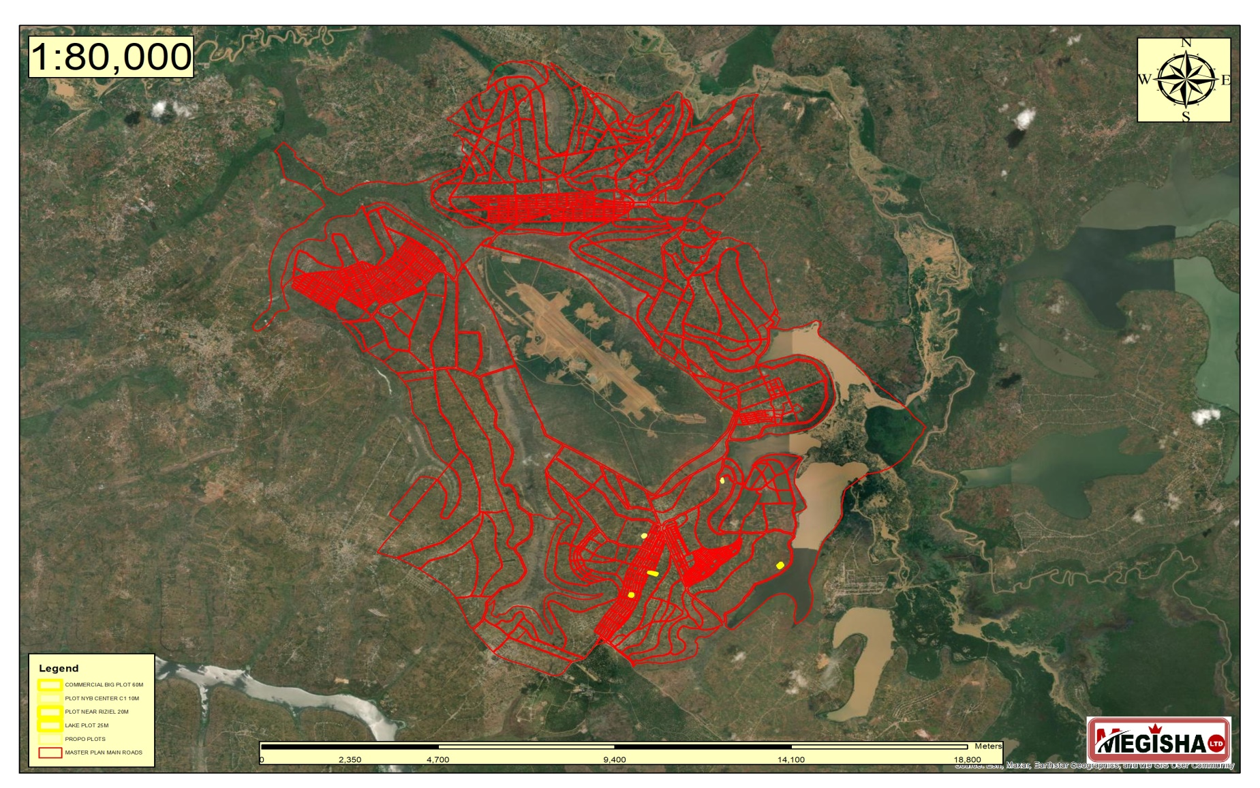 1:80,000
N
W E
S
Legend
COMMERCIAL BIG PLOT 60M
PLOT NYB CENTER C1 10M
PLOT NEAR RIZIEL 20M
LAKE PLOT 25M
PROPO PLOTS
MASTER PLAN MAIN ROADS
Meters
0 2,350 4,700 9,400 14,100 18,800
MEGISHA LTD
Source: Esri, Maxar, Earthstar Geographics, and the GIS User Community